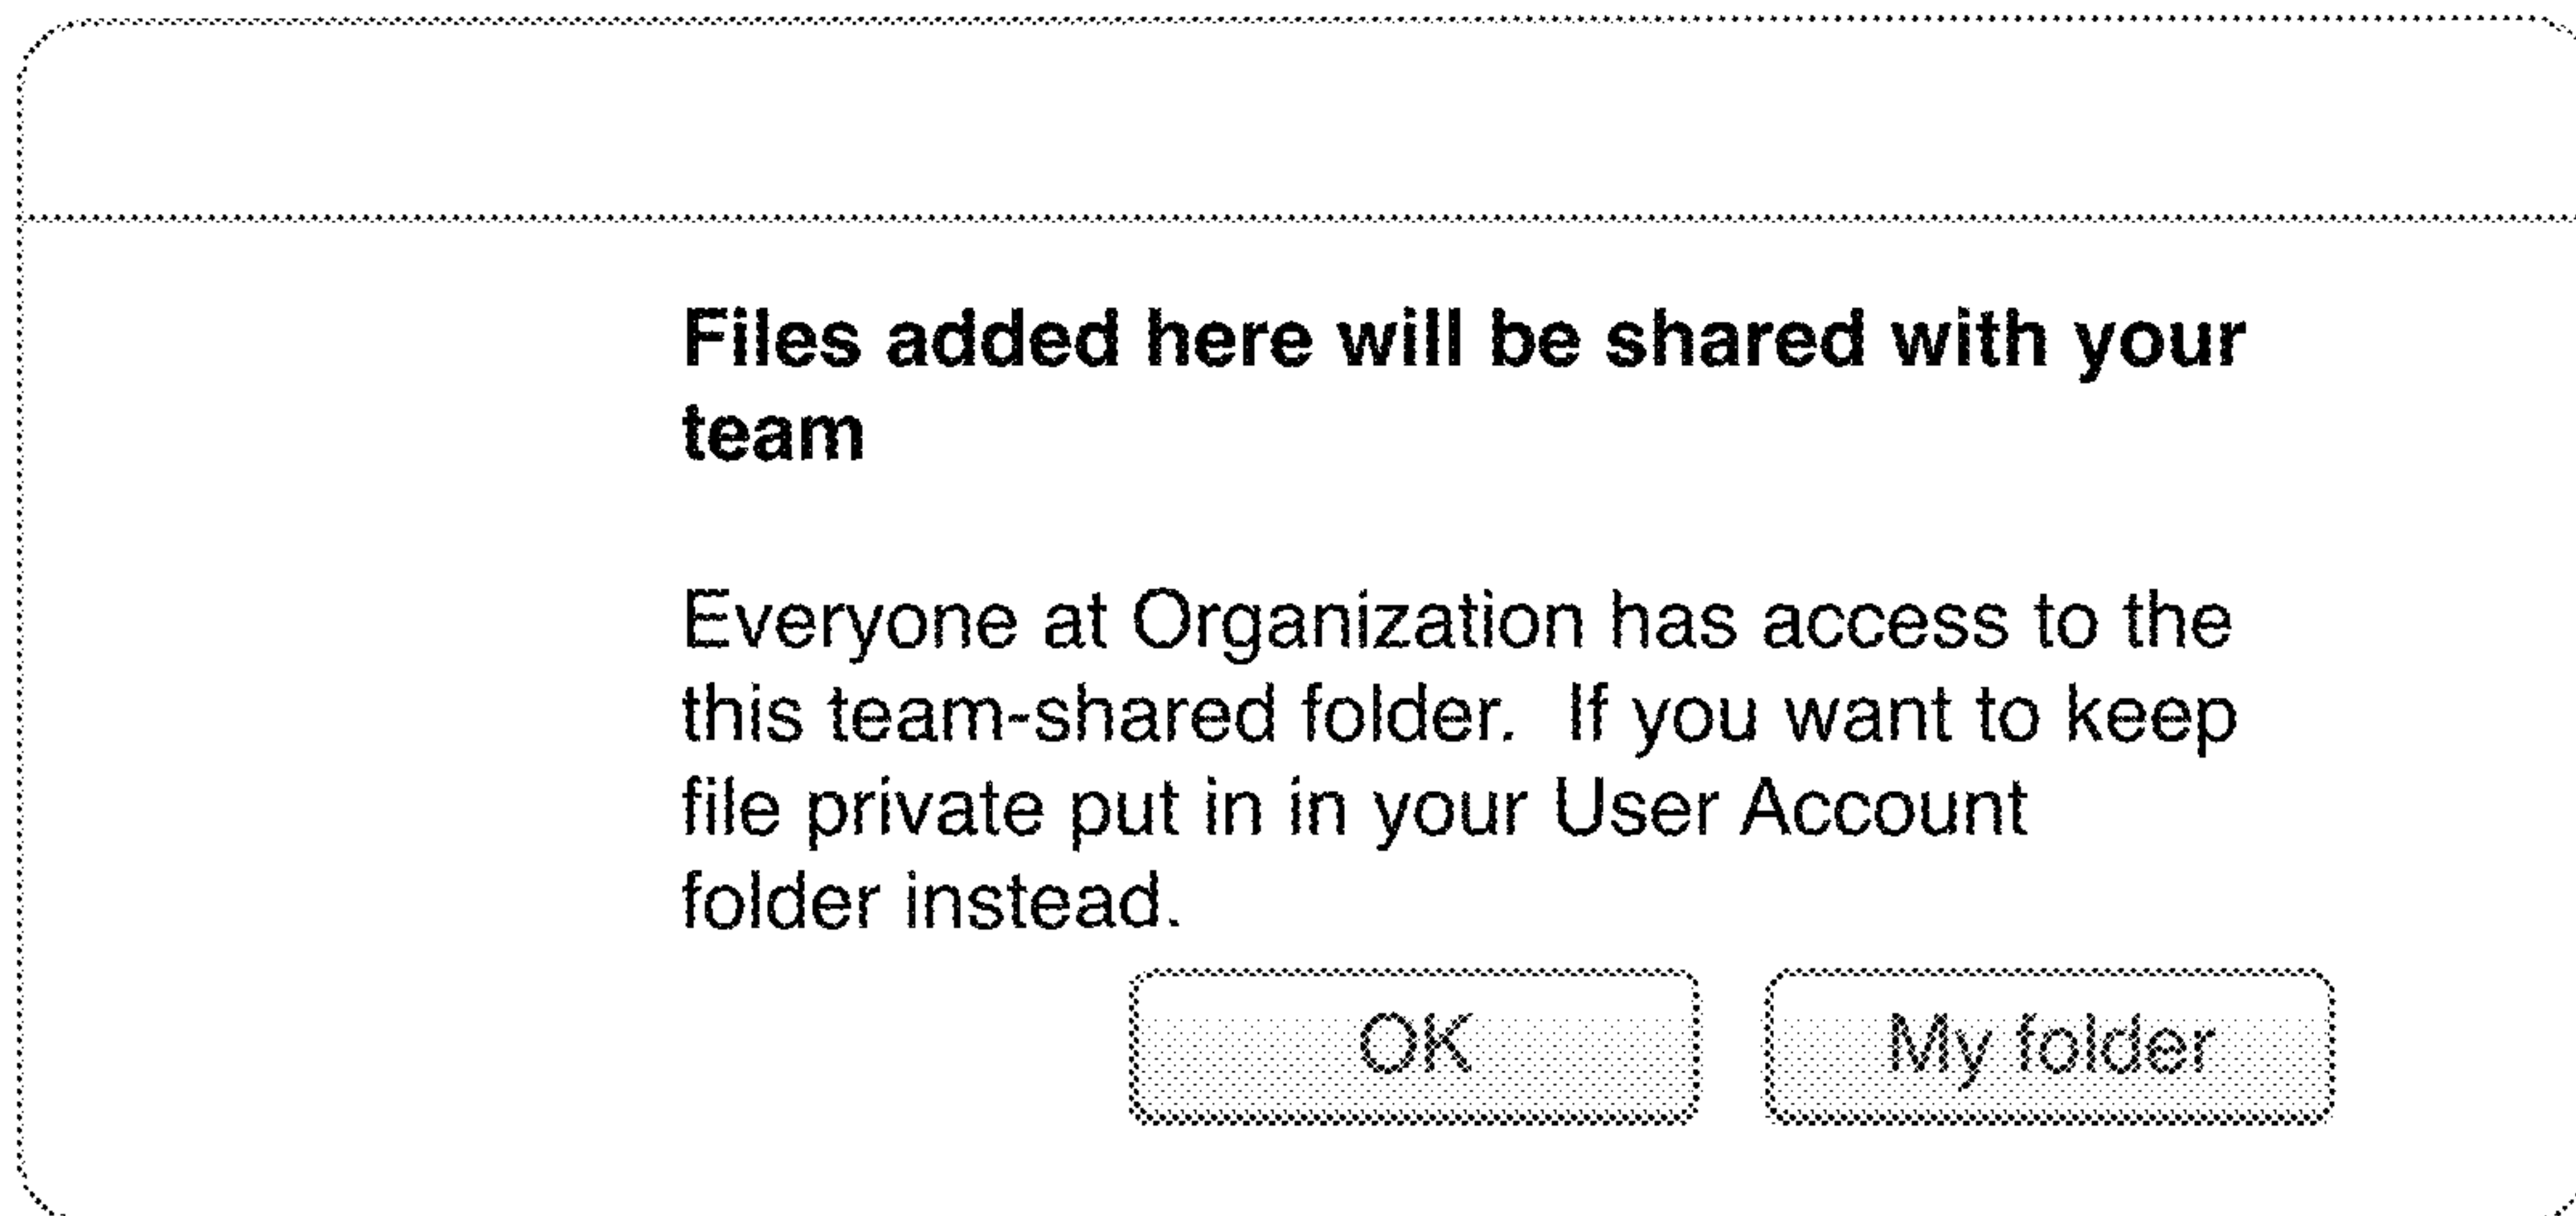 Files added here will be shared with your
team
Everyone at Organization has access to the
this team-shared folder.  If you want to keep
file private put in in your User Account
folder instead.
OK
My folder